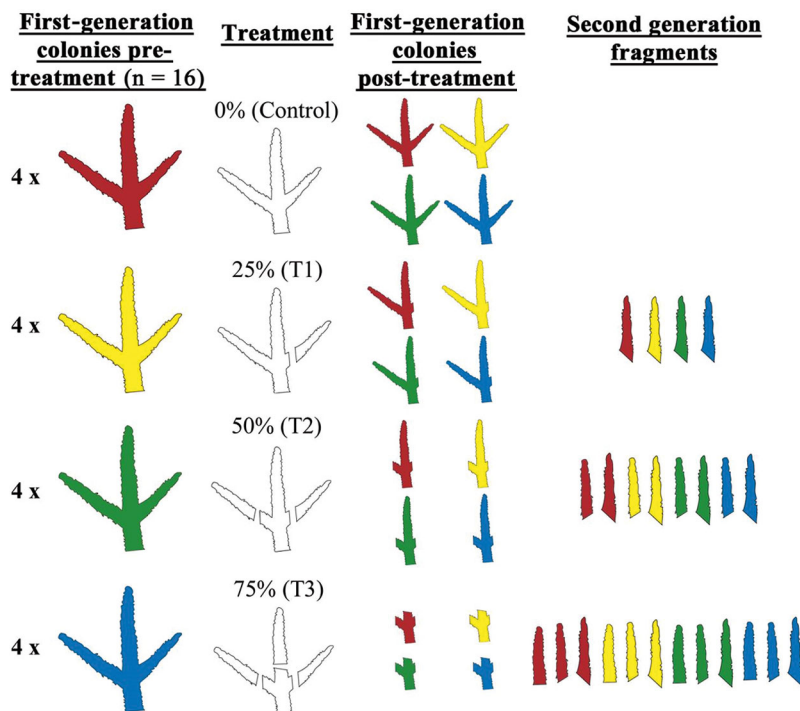 First-generation
colonies pre-
treatment (n = 16)
Treatment
First-generation
colonies
post-treatment
Second generation
fragments
0% (Control)
4 x
25% (T1)
4 x
50% (T2)
4 x
75% (T3)
4 x